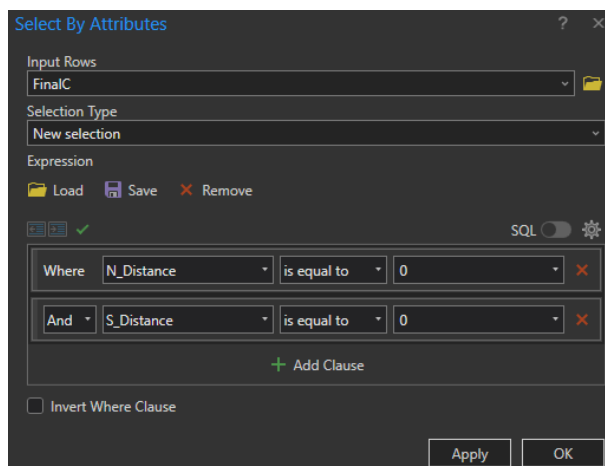 Select By Attributes ? ×
Input Rows
FinalC
Selection Type
New selection
Expression
Load Save Remove
SQL
Where N_Distance is equal to 0
And S_Distance is equal to 0
Add Clause
Invert Where Clause
Apply OK